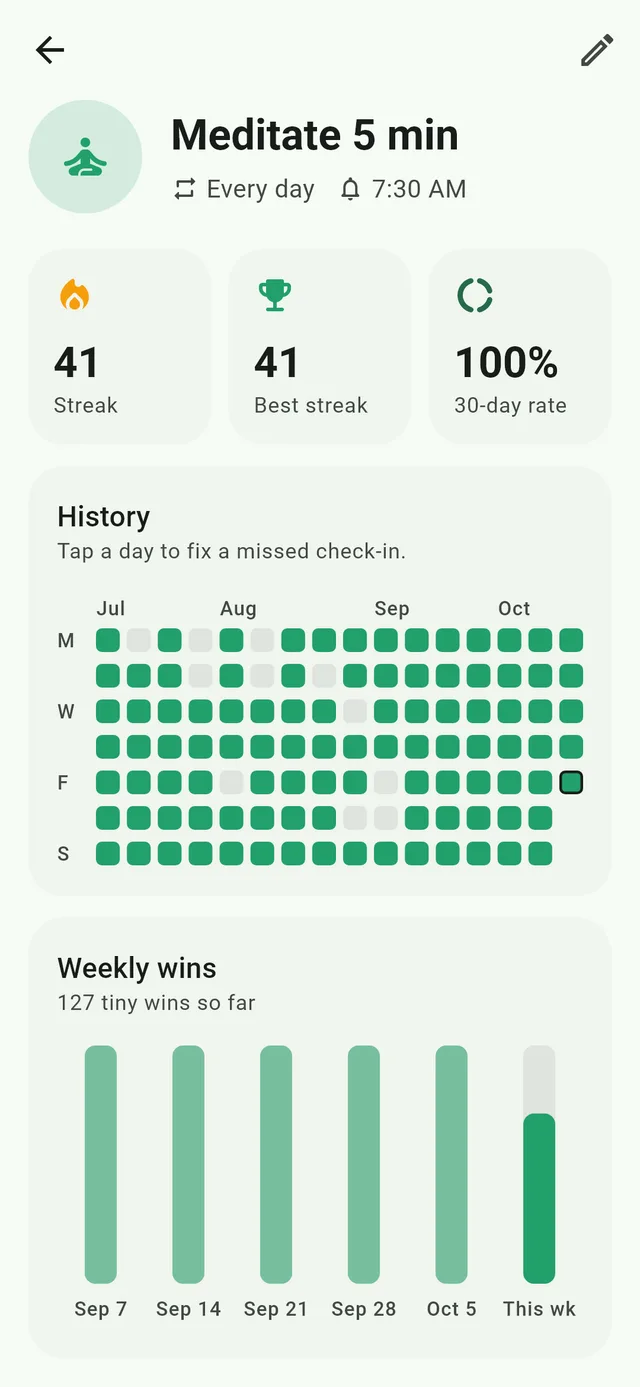 Meditate 5 min
Every day 7:30 AM
41
Streak
41
Best streak
100%
30-day rate
History
Tap a day to fix a missed check-in.
Jul Aug Sep Oct
M
W
F
S
Weekly wins
127 tiny wins so far
Sep 7 Sep 14 Sep 21 Sep 28 Oct 5 This wk